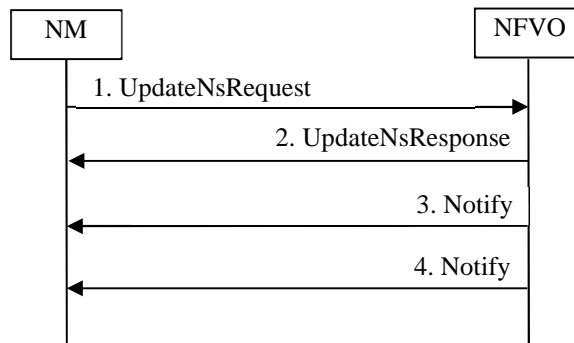 NM
NFVO
1. UpdateNsRequest
2. UpdateNsResponse
3. Notify
4. Notify